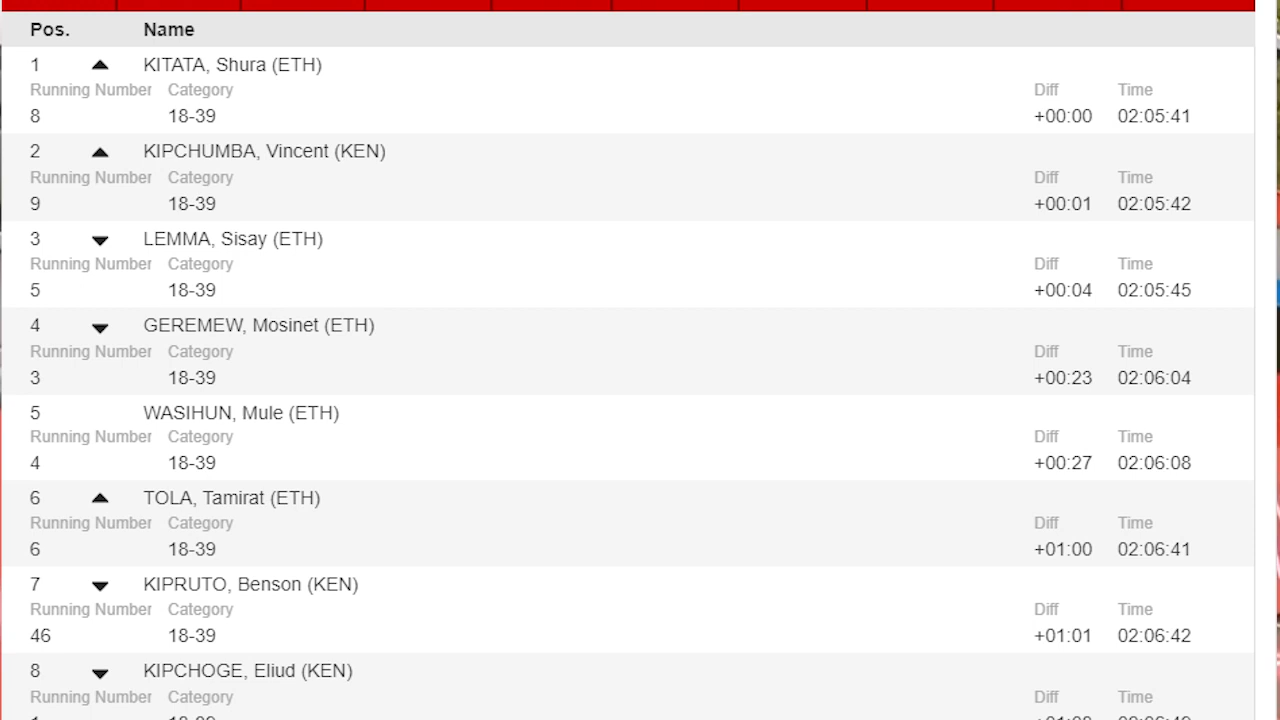 Pos. Name
1 KITATA, Shura (ETH)
Running Number Category Diff Time
8 18-39 +00:00 02:05:41
2 KIPCHUMBA, Vincent (KEN)
Running Number Category Diff Time
9 18-39 +00:01 02:05:42
3 LEMMA, Sisay (ETH)
Running Number Category Diff Time
5 18-39 +00:04 02:05:45
4 GEREMEW, Mosinet (ETH)
Running Number Category Diff Time
3 18-39 +00:23 02:06:04
5 WASIHUN, Mule (ETH)
Running Number Category Diff Time
4 18-39 +00:27 02:06:08
6 TOLA, Tamirat (ETH)
Running Number Category Diff Time
6 18-39 +01:00 02:06:41
7 KIPRUTO, Benson (KEN)
Running Number Category Diff Time
46 18-39 +01:01 02:06:42
8 KIPCHOGE, Eliud (KEN)
Running Number Category Diff Time